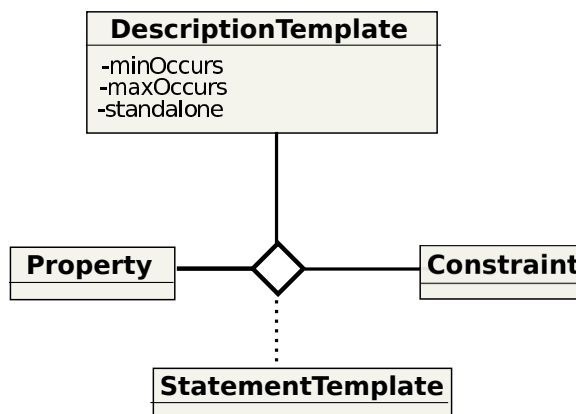 DescriptionTemplate
-minOccurs
-maxOccurs
-standalone
Property
Constraint
StatementTemplate